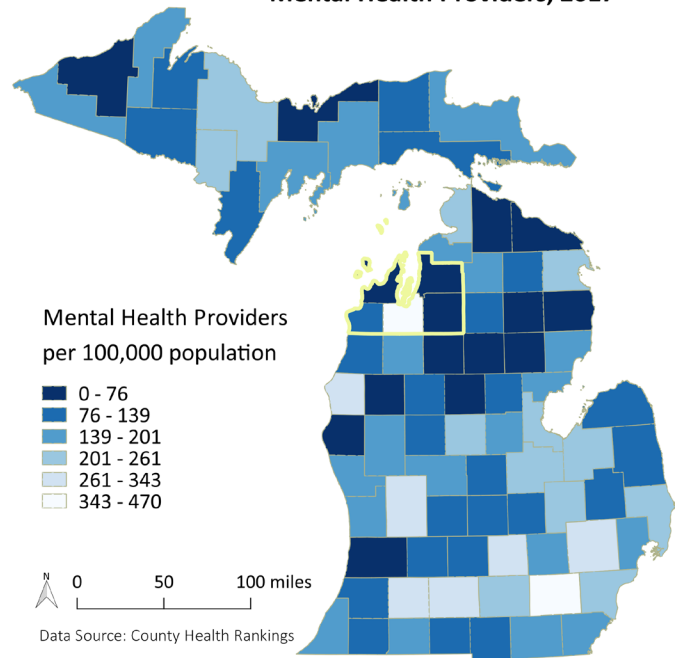 Mental Health Providers
per 100,000 population
0 - 76
76 - 139
139 - 201
201 - 261
261 - 343
343 - 470
N
0 50 100 miles
Data Source: County Health Rankings